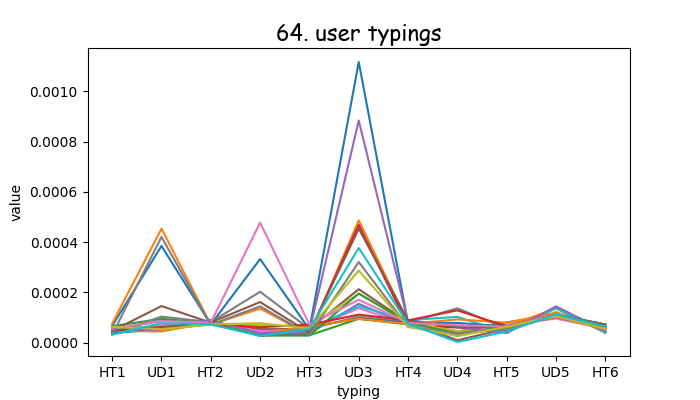 64. user typings
value
0.0010
0.0008
0.0006
0.0004
0.0002
0.0000
HT1 UD1 HT2 UD2 HT3 UD3 HT4 UD4 HT5 UD5 HT6
typing